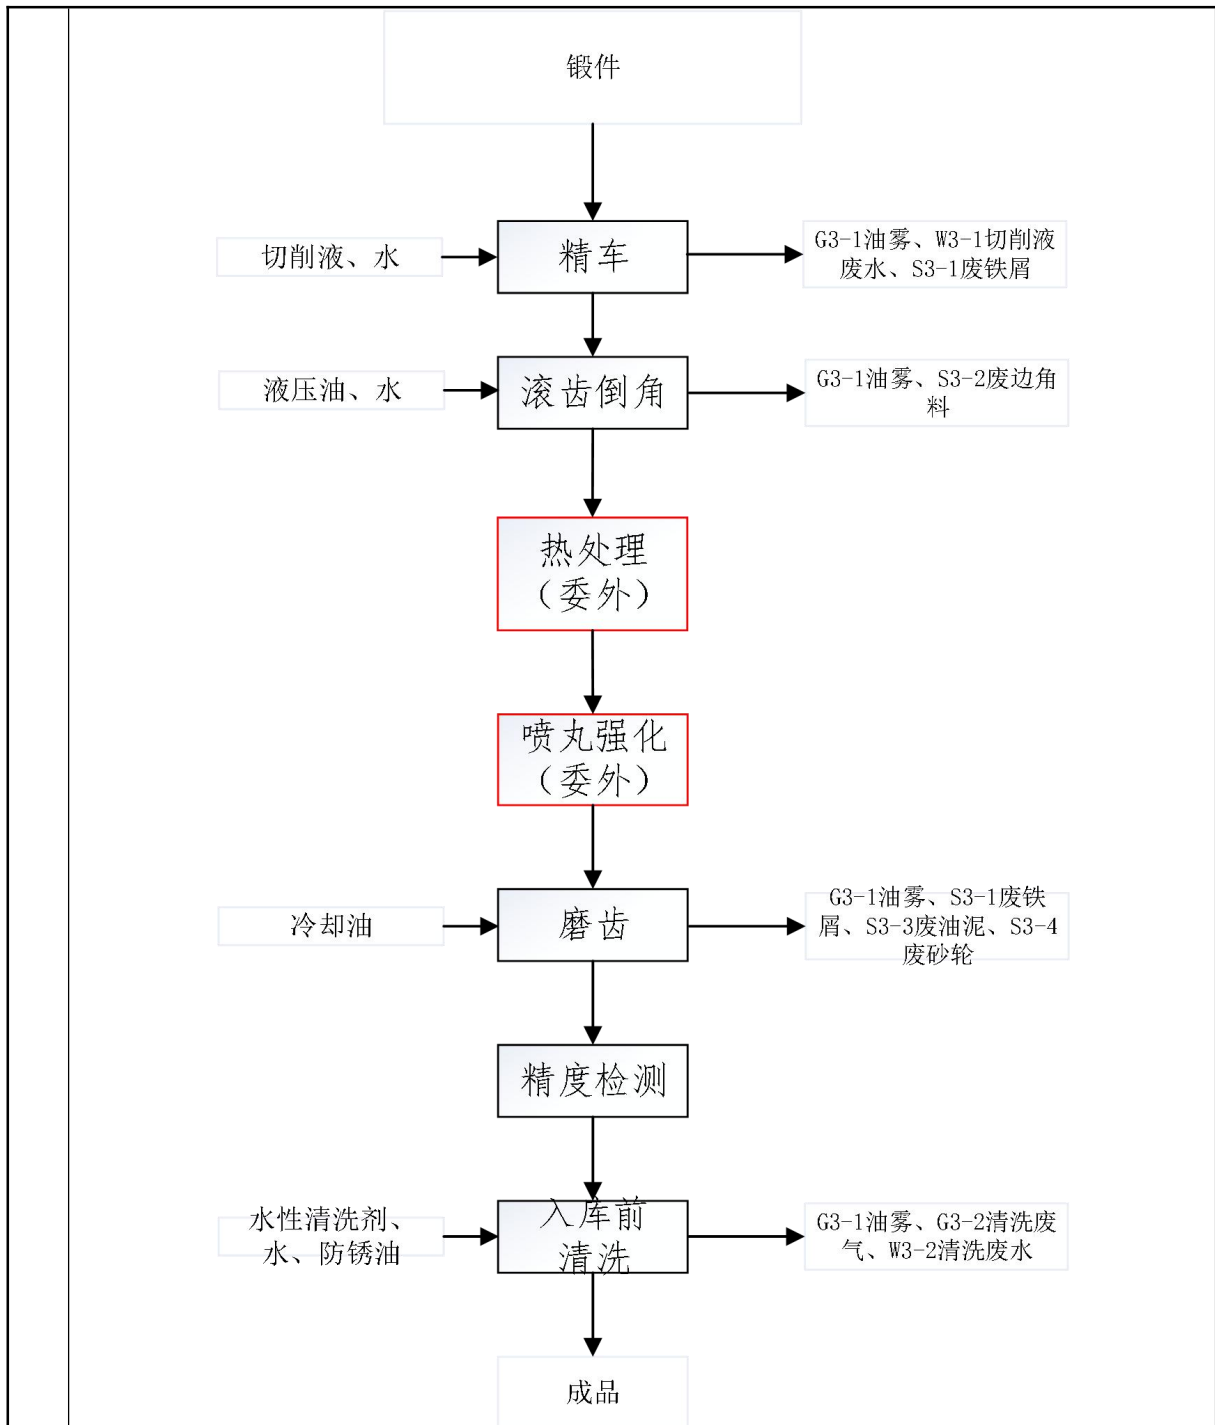 锻件
切削液、水
精车
G3-1油雾、W3-1切削液
废水、S3-1废铁屑
液压油、水
滚齿倒角
G3-1油雾、S3-2废边角
料
热处理
（委外）
喷丸强化
（委外）
冷却油
磨齿
G3-1油雾、S3-1废铁
屑、S3-3废油泥、S3-4
废砂轮
精度检测
水性清洗剂、
水、防锈油
入库前
清洗
G3-1油雾、G3-2清洗废
气、W3-2清洗废水
成品